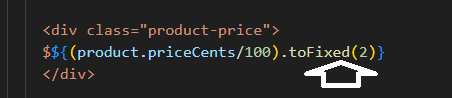 <div class="product-price">
$${(product.priceCents/100).toFixed(2)}
</div>